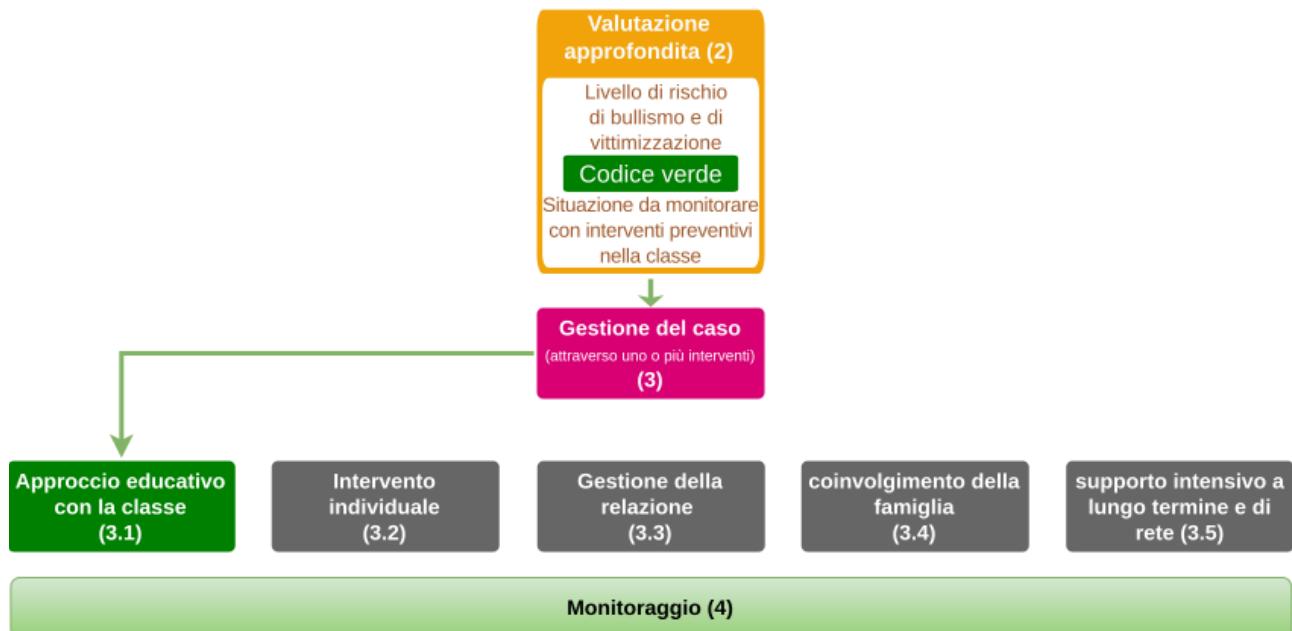 Valutazione
approfondita (2)
Livello di rischio
di bullismo e di
vittimizzazione
Codice verde
Situazione da monitorare
con interventi preventivi
nella classe
Gestione del caso
(attraverso uno o più interventi)
(3)
Approccio educativo
con la classe
(3.1)
Intervento
individuale
(3.2)
Gestione della
relazione
(3.3)
coinvolgimento della
famiglia
(3.4)
supporto intensivo a
lungo termine e di
rete (3.5)
Monitoraggio (4)